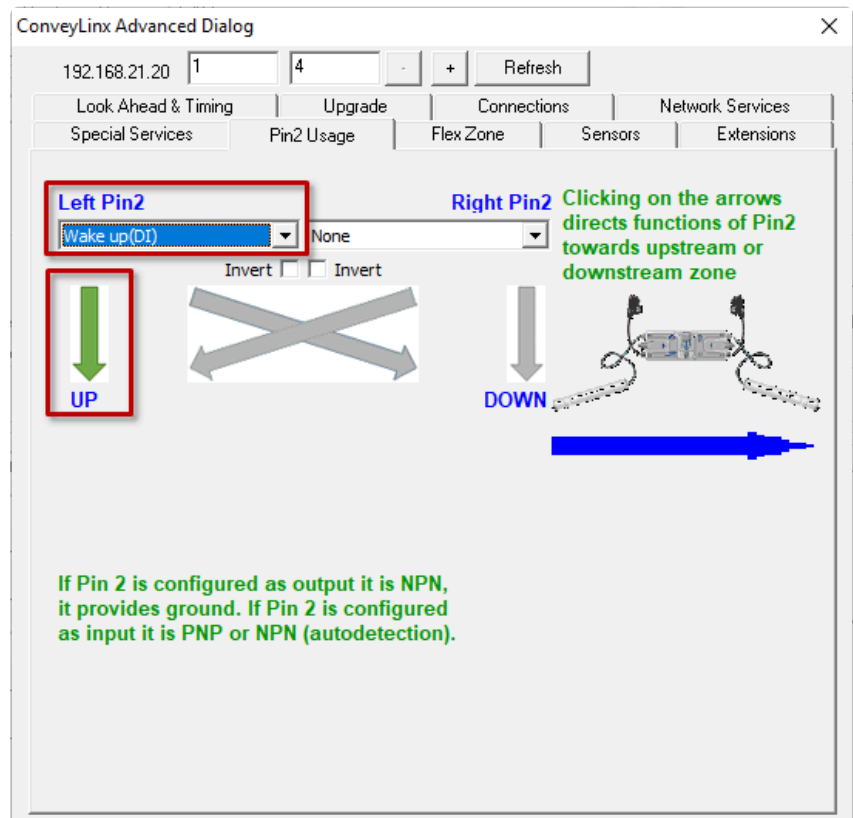 ConveyLinx Advanced Dialog
192.168.21.20 1 4 - + Refresh
Look Ahead & Timing Upgrade Connections Network Services
Special Services Pin2 Usage Flex Zone Sensors Extensions
Left Pin2 Right Pin2
Wake up(DI) None
Invert Invert
Clicking on the arrows
directs functions of Pin2
towards upstream or
downstream zone
UP DOWN
If Pin 2 is configured as output it is NPN,
it provides ground. If Pin 2 is configured
as input it is PNP or NPN (autodetection).